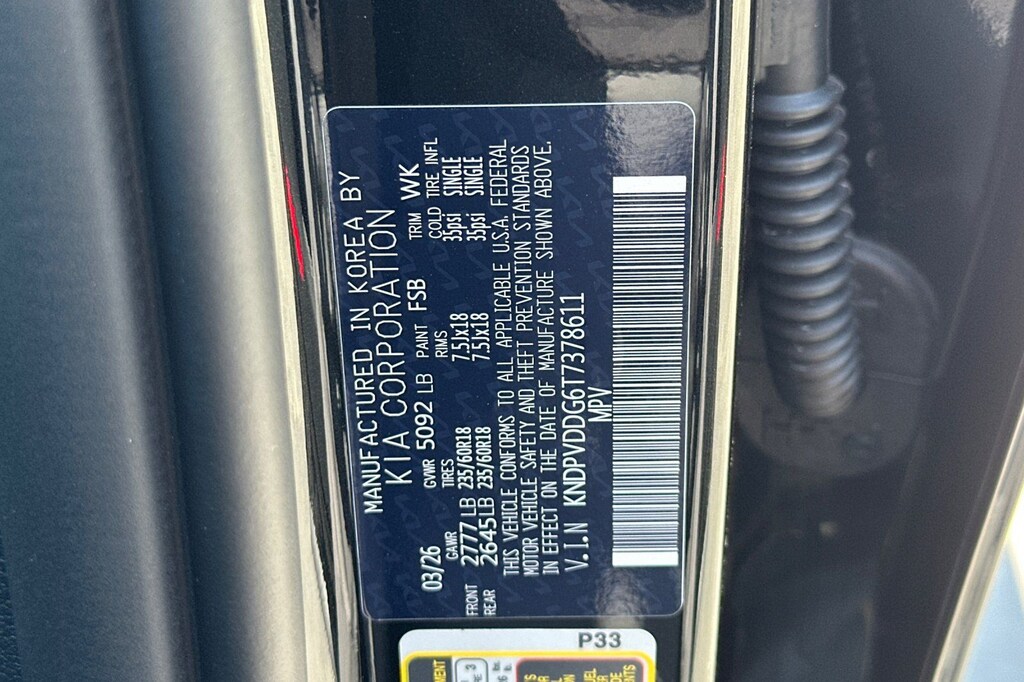 MANUFACTURED IN KOREA BY
KIA CORPORATION
03/26 GVWR 5092 LB PAINT FSB TRIM WK
GAWR TIRES RIMS COLD TIRE INFL
FRONT 2777 LB 235/60R18 7.5Jx18 35psi SINGLE
REAR 2645 LB 235/60R18 7.5Jx18 35psi SINGLE
THIS VEHICLE CONFORMS TO ALL APPLICABLE U.S.A. FEDERAL
MOTOR VEHICLE SAFETY AND THEFT PREVENTION STANDARDS
IN EFFECT ON THE DATE OF MANUFACTURE SHOWN ABOVE.
V.I.N KNDPVDDG6T7378611
MPV
P33